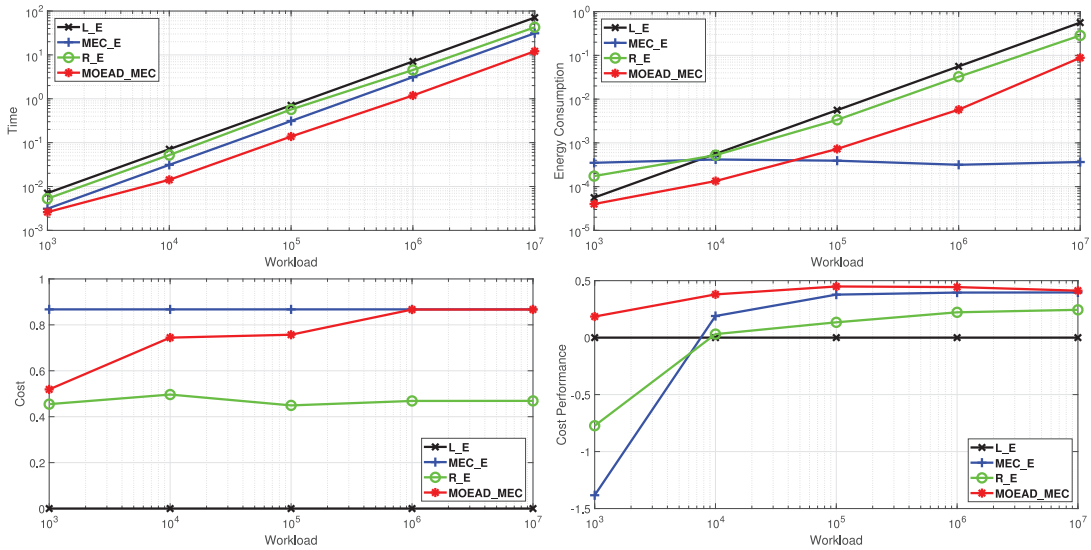 L_E
MEC_E
R_E
MOEAD_MEC
Time
10^2
10^1
10^0
10^-1
10^-2
10^-3
10^3
10^4
10^5
10^6
10^7
Workload
L_E
MEC_E
R_E
MOEAD_MEC
Energy Consumption
10^0
10^-1
10^-2
10^-3
10^-4
10^-5
10^3
10^4
10^5
10^6
10^7
Workload
Cost
1
0.8
0.6
0.4
0.2
0
L_E
MEC_E
R_E
MOEAD_MEC
10^3
10^4
10^5
10^6
10^7
Workload
Cost Performance
0.5
0
-0.5
-1
-1.5
L_E
MEC_E
R_E
MOEAD_MEC
10^3
10^4
10^5
10^6
10^7
Workload